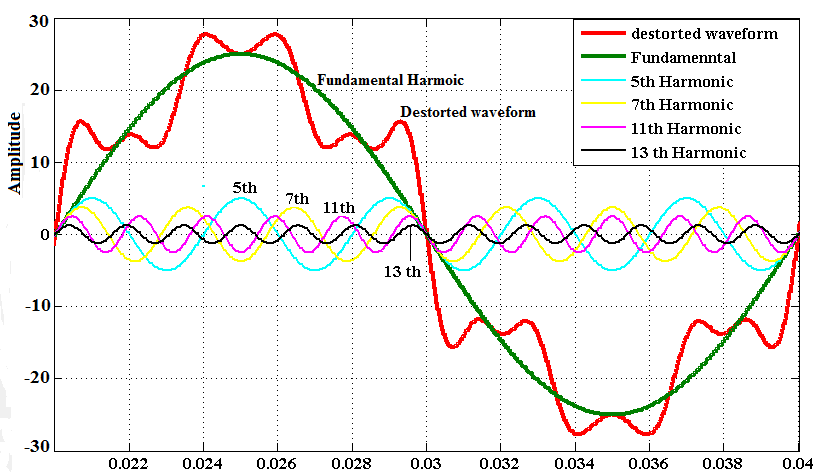 30
20
10
0
-10
-20
-30
Amplitude
0.022
0.024
0.026
0.028
0.03
0.032
0.034
0.036
0.038
0.04
destorted waveform
Fundamenntal
5th Harmonic
7th Harmonic
11th Harmonic
13 th Harmonic
Fundamental Harmoic
Destorted waveform
5th
7th
11th
13 th